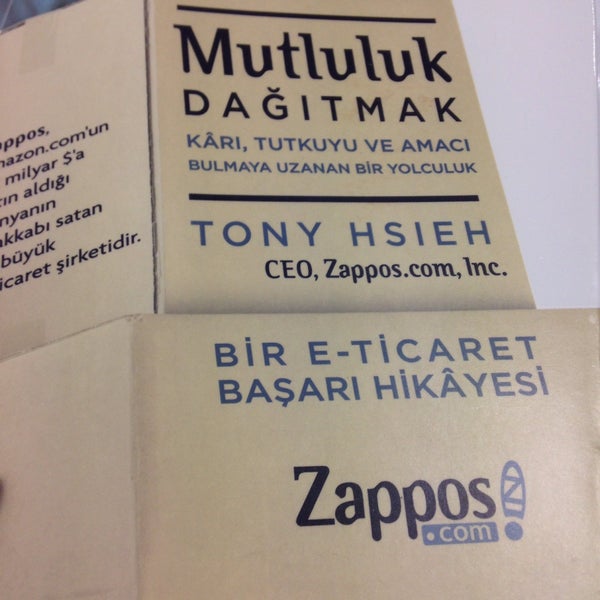 Mutluluk
DAĞITMAK
KÂRI, TUTKUYU VE AMACI
BULMAYA UZANAN BİR YOLCULUK
TONY HSIEH
CEO, Zappos.com, Inc.
milyar $'a
aldığı
satan
büyük
şirketidir.
BİR E-TİCARET
BAŞARI HİKÂYESİ
Zappos
.com